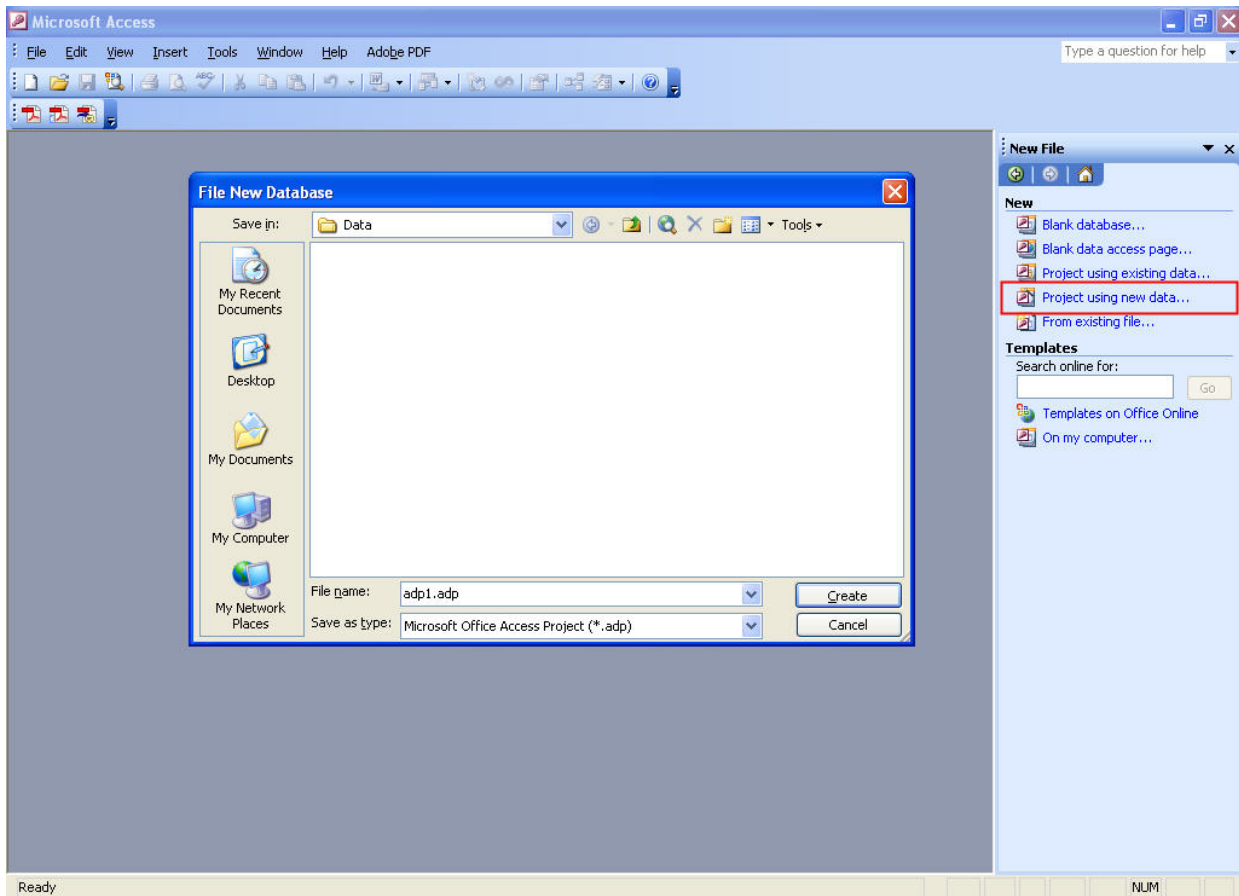 Microsoft Access
File Edit View Insert Tools Window Help Adobe PDF
Type a question for help
New File
New
Blank database...
Blank data access page...
Project using existing data...
Project using new data...
From existing file...
Templates
Search online for:
Go
Templates on Office Online
On my computer...
File New Database
Save in: Data Tools
My Recent
Documents
Desktop
My Documents
My Computer
My Network
Places
File name: adp1.adp Create
Save as type: Microsoft Office Access Project (*.adp) Cancel
Ready NUM